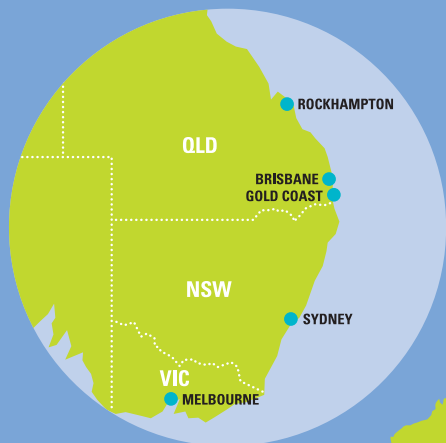 ROCKHAMPTON
QLD
BRISBANE
GOLD COAST
NSW
SYDNEY
VIC
MELBOURNE